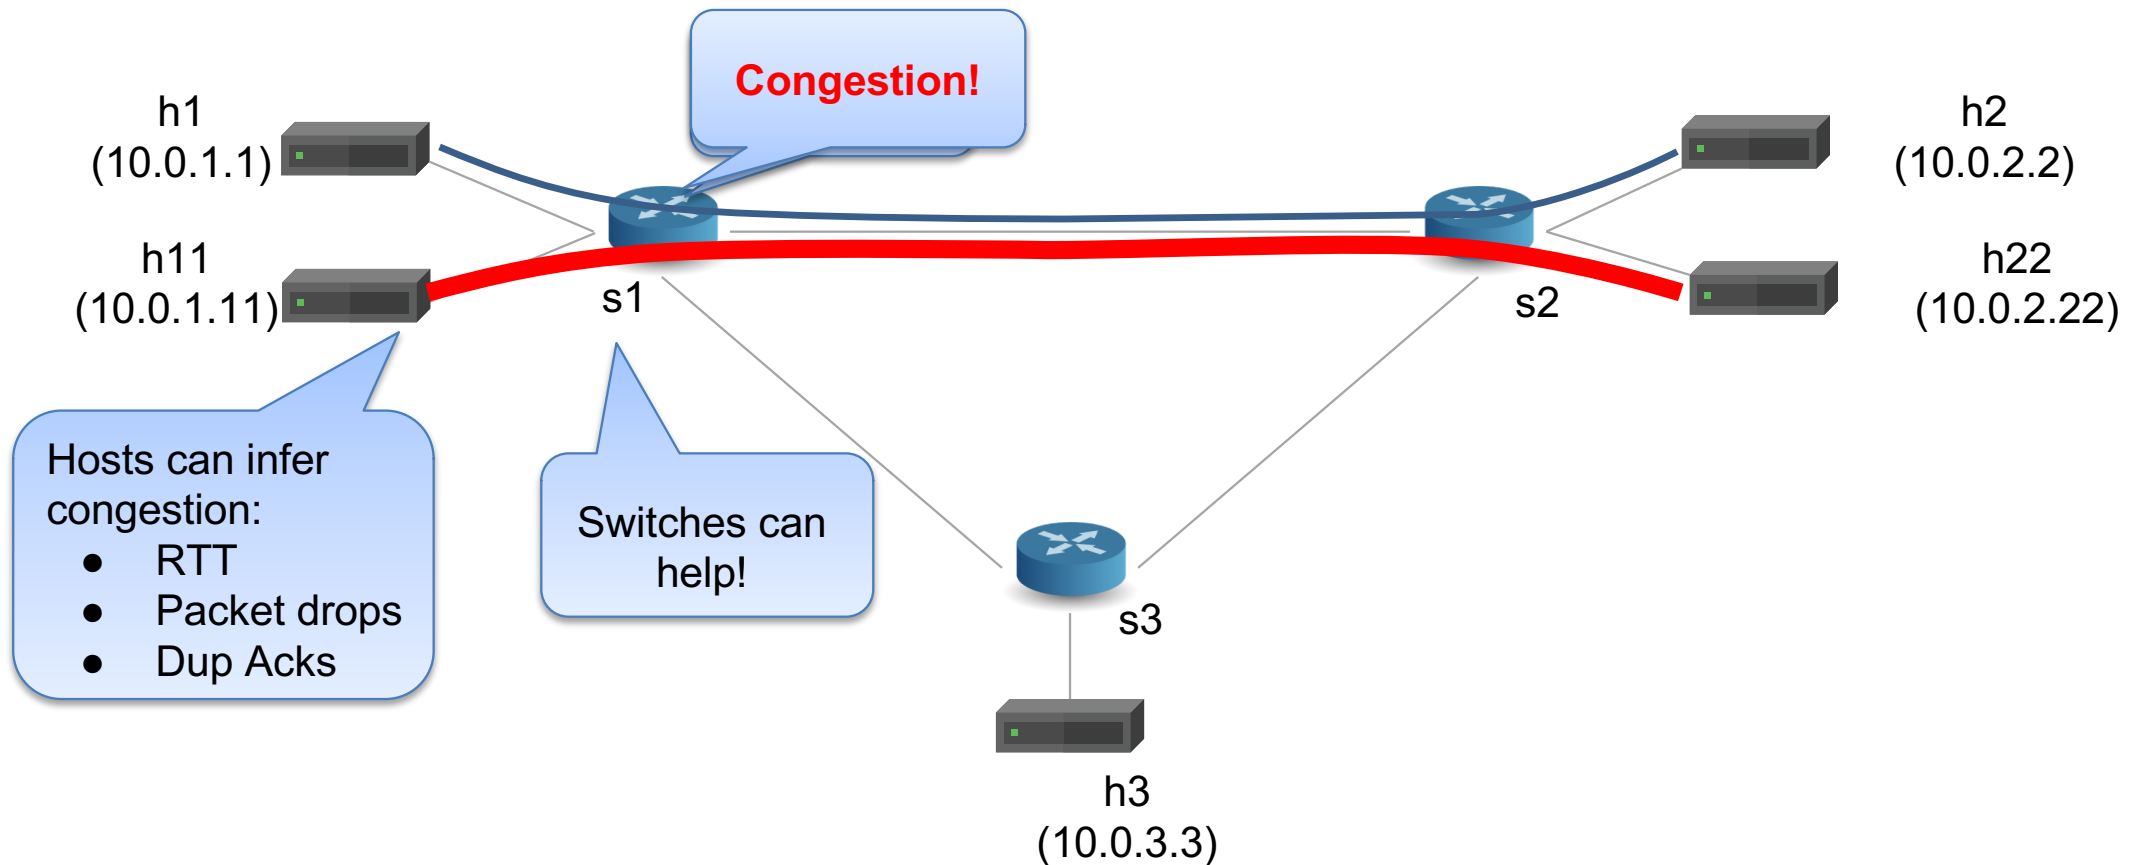 Congestion!
h1
(10.0.1.1)
h2
(10.0.2.2)
h11
(10.0.1.11)
h22
(10.0.2.22)
s1
s2
Hosts can infer
congestion:
● RTT
● Packet drops
● Dup Acks
Switches can
help!
s3
h3
(10.0.3.3)